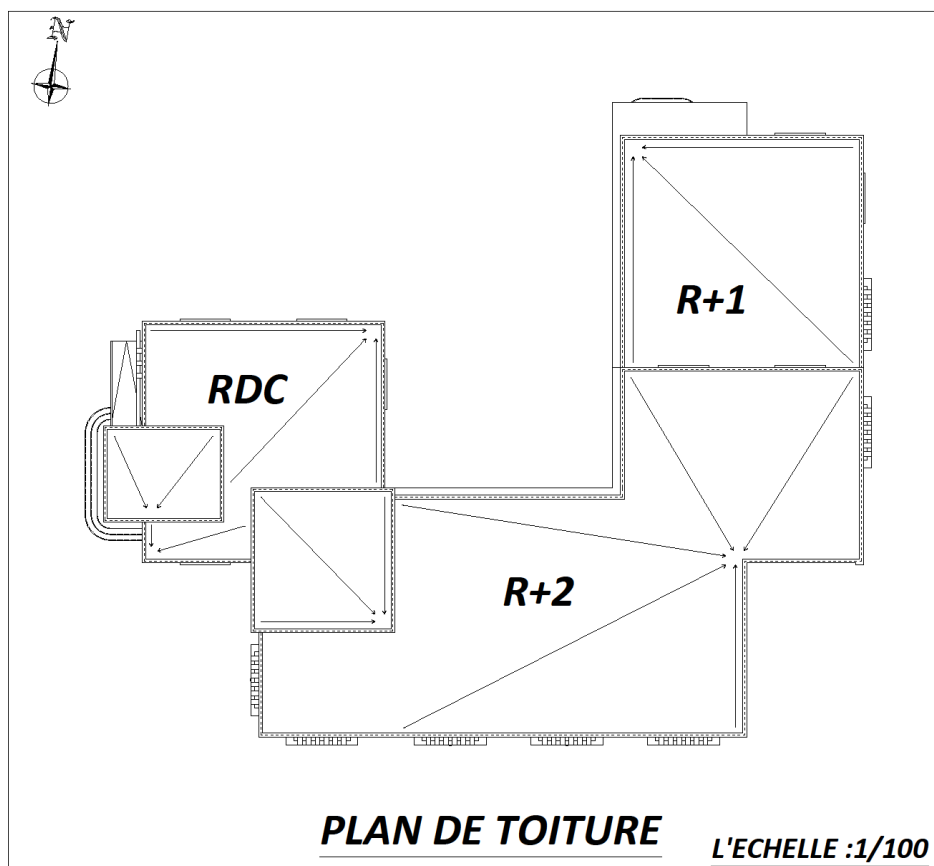 N
R+1
RDC
R+2
PLAN DE TOITURE
L'ECHELLE :1/100